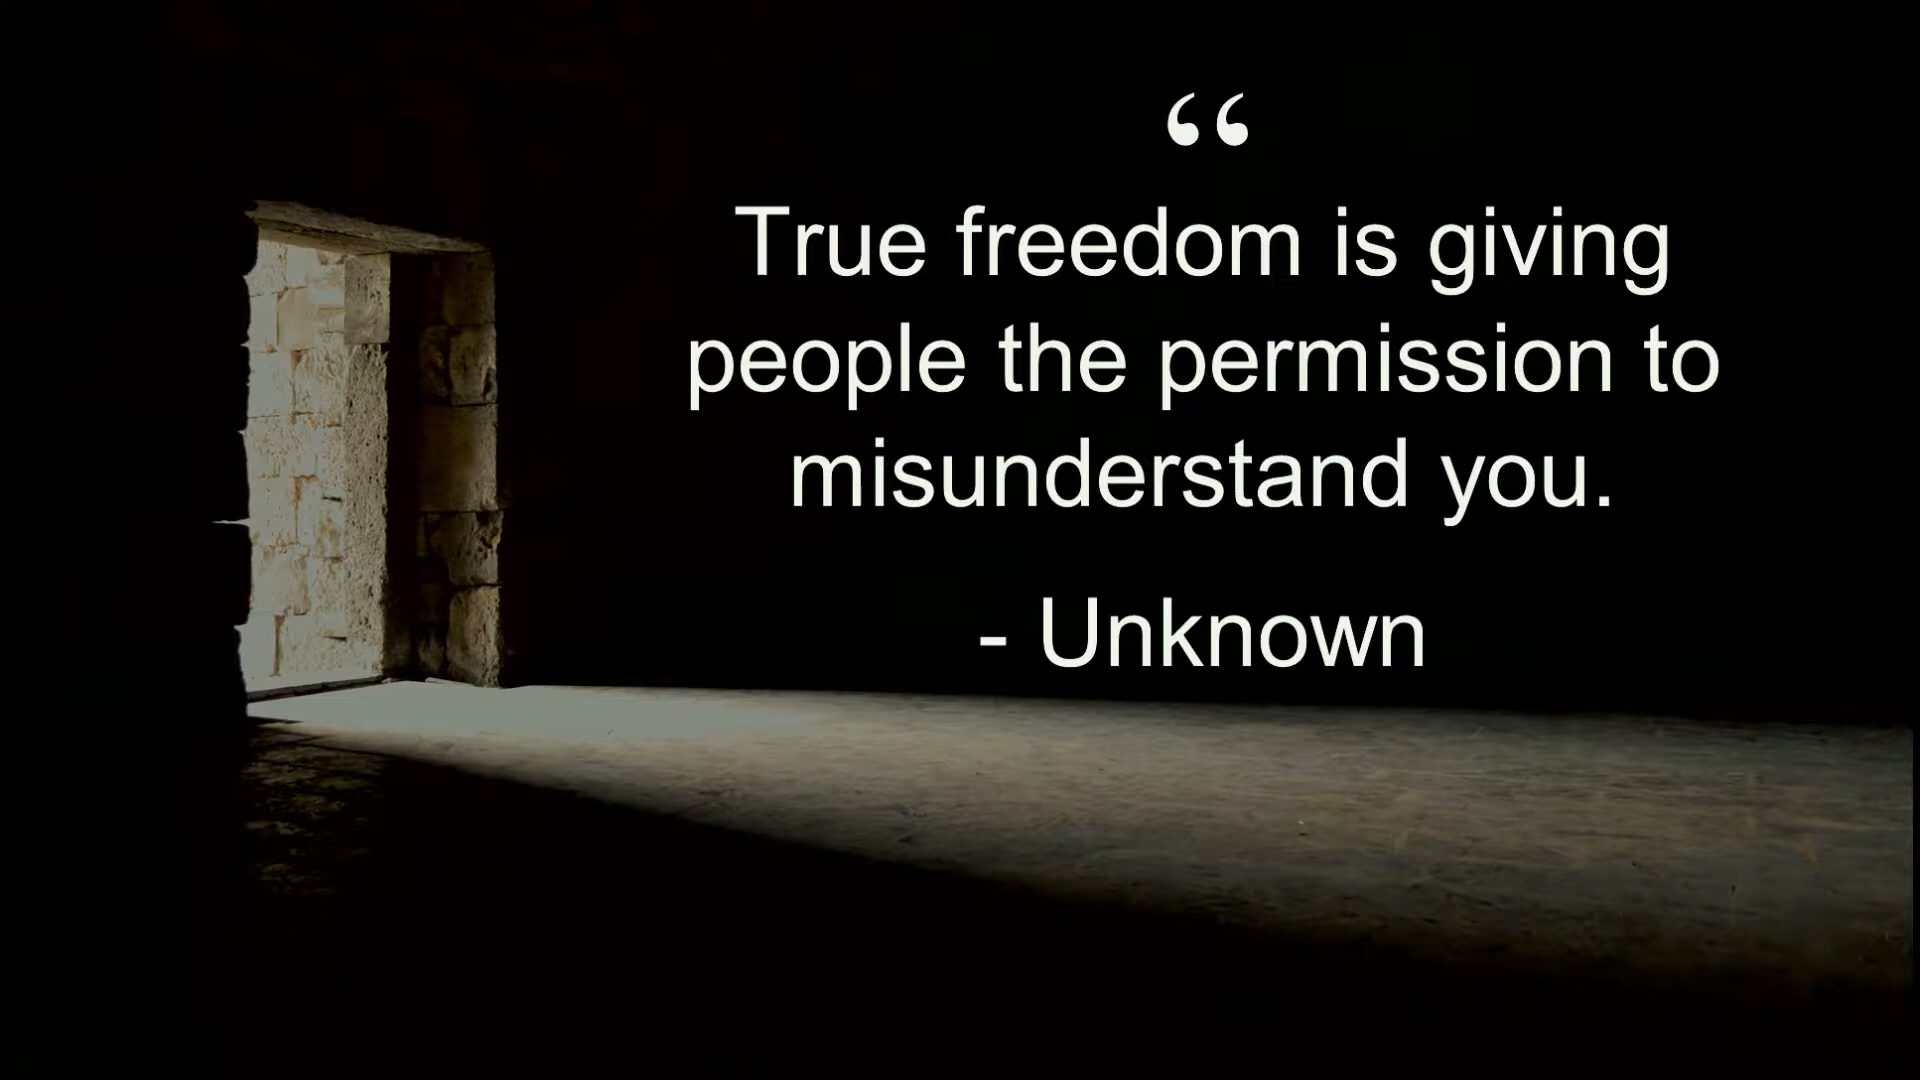 “
True freedom is giving
people the permission to
misunderstand you.
- Unknown